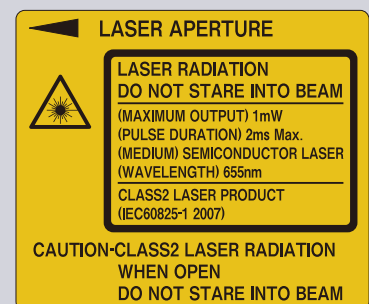 LASER APERTURE
LASER RADIATION
DO NOT STARE INTO BEAM
(MAXIMUM OUTPUT) 1mW
(PULSE DURATION) 2ms Max.
(MEDIUM) SEMICONDUCTOR LASER
(WAVELENGTH) 655nm
CLASS2 LASER PRODUCT
(IEC60825-1 2007)
CAUTION-CLASS2 LASER RADIATION
WHEN OPEN
DO NOT STARE INTO BEAM